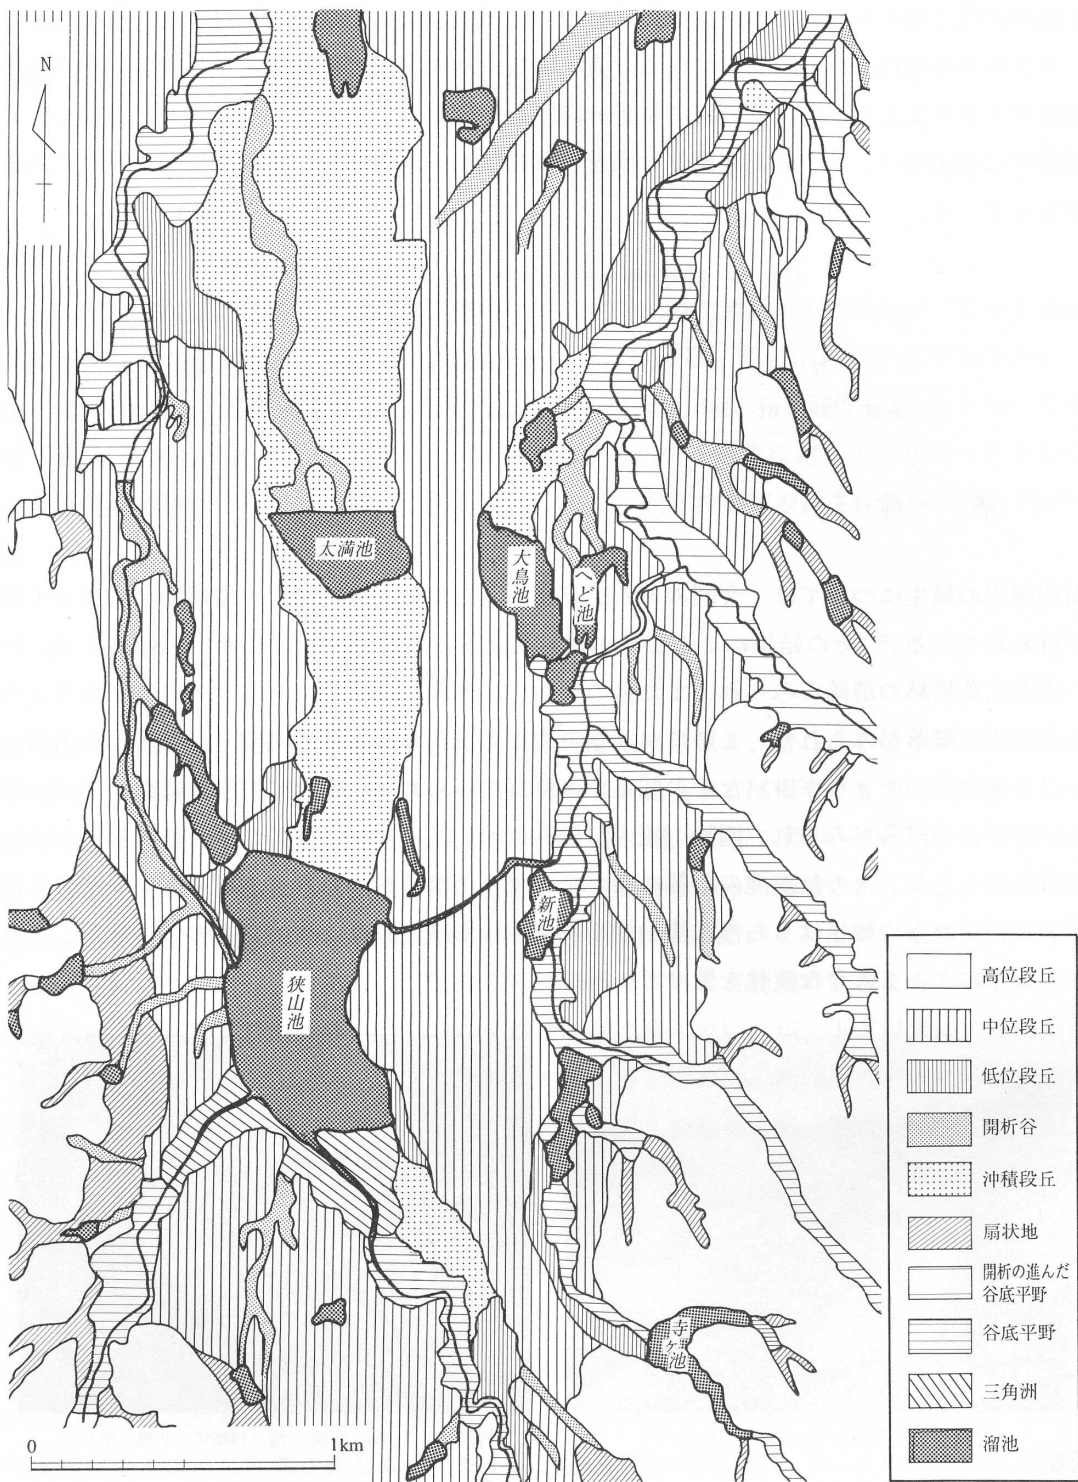 N
太満池
大鳥池
へど池
新池
狭山池
寺ヶ池
高位段丘
中位段丘
低位段丘
開析谷
沖積段丘
扇状地
開析の進んだ
谷底平野
谷底平野
三角洲
溜池
0 1km